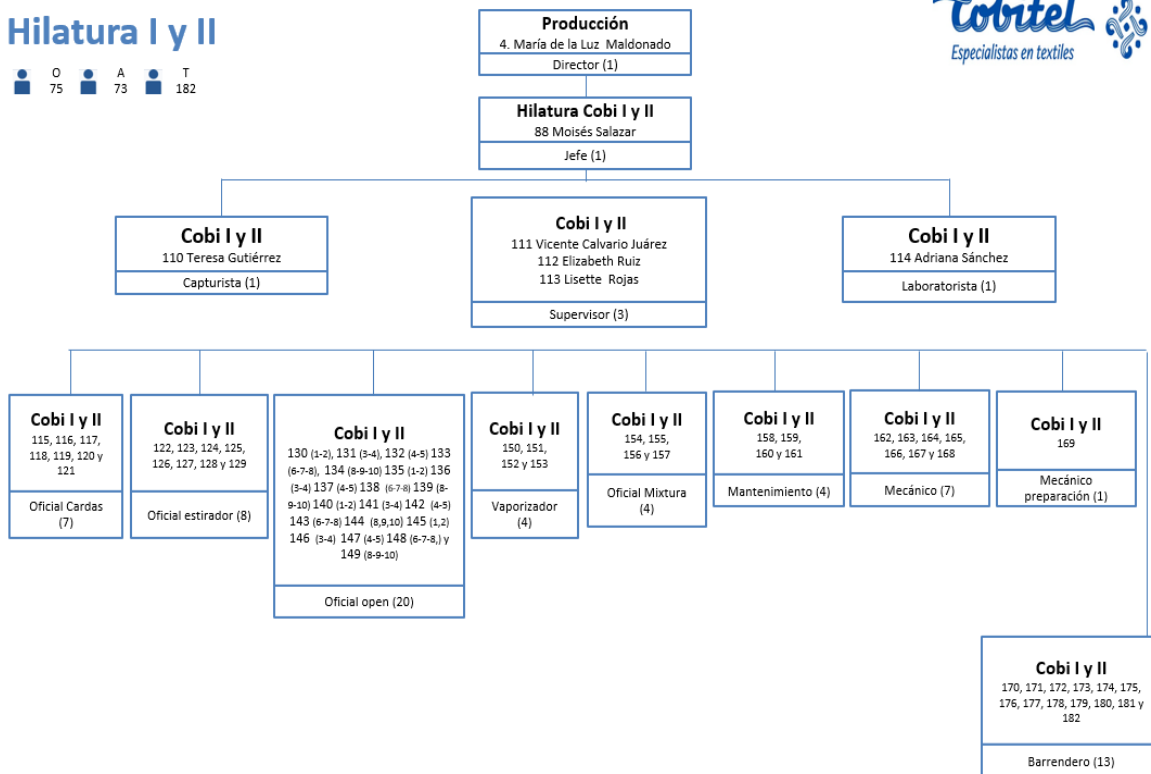 Hilatura I y II
O
75
A
73
T
182
Cobitel
Especialistas en textiles
Producción
4. María de la Luz Maldonado
Director (1)
Hilatura Cobi I y II
88 Moisés Salazar
Jefe (1)
Cobi I y II
110 Teresa Gutiérrez
Capturista (1)
Cobi I y II
111 Vicente Calvario Juárez
112 Elizabeth Ruiz
113 Lisette Rojas
Supervisor (3)
Cobi I y II
114 Adriana Sánchez
Laboratorista (1)
Cobi I y II
115, 116, 117,
118, 119, 120 y
121
Oficial Cardas
(7)
Cobi I y II
122, 123, 124, 125,
126, 127, 128 y 129
Oficial estirador (8)
Cobi I y II
130 (1-2), 131 (3-4), 132 (4-5) 133
(6-7-8), 134 (8-9-10) 135 (1-2) 136
(3-4) 137 (4-5) 138 (6-7-8) 139 (8-
9-10) 140 (1-2) 141 (3-4) 142 (4-5)
143 (6-7-8) 144 (8,9,10) 145 (1,2)
146 (3-4) 147 (4-5) 148 (6-7-8,) y
149 (8-9-10)
Oficial open (20)
Cobi I y II
150, 151,
152 y 153
Vaporizador
(4)
Cobi I y II
154, 155,
156 y 157
Oficial Mixtura
(4)
Cobi I y II
158, 159,
160 y 161
Mantenimiento (4)
Cobi I y II
162, 163, 164, 165,
166, 167 y 168
Mecánico (7)
Cobi I y II
169
Mecánico
preparación (1)
Cobi I y II
170, 171, 172, 173, 174, 175,
176, 177, 178, 179, 180, 181 y
182
Barrendero (13)